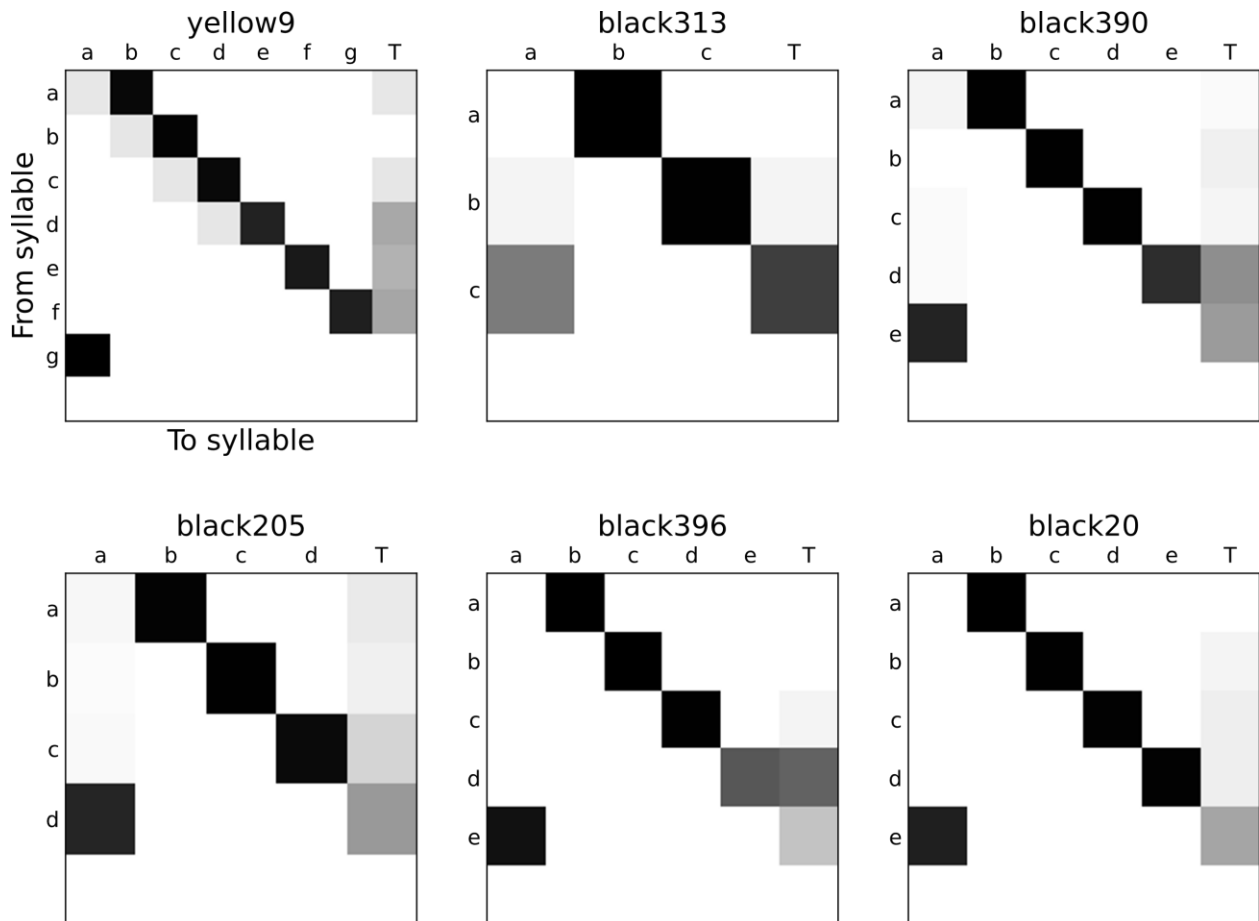 yellow9
a b c d e f g T
From syllable
a
b
c
d
e
f
g
To syllable
black313
a b c T
a
b
c
black390
a b c d e T
a
b
c
d
e
black205
a b c d T
a
b
c
d
black396
a b c d e T
a
b
c
d
e
black20
a b c d e T
a
b
c
d
e